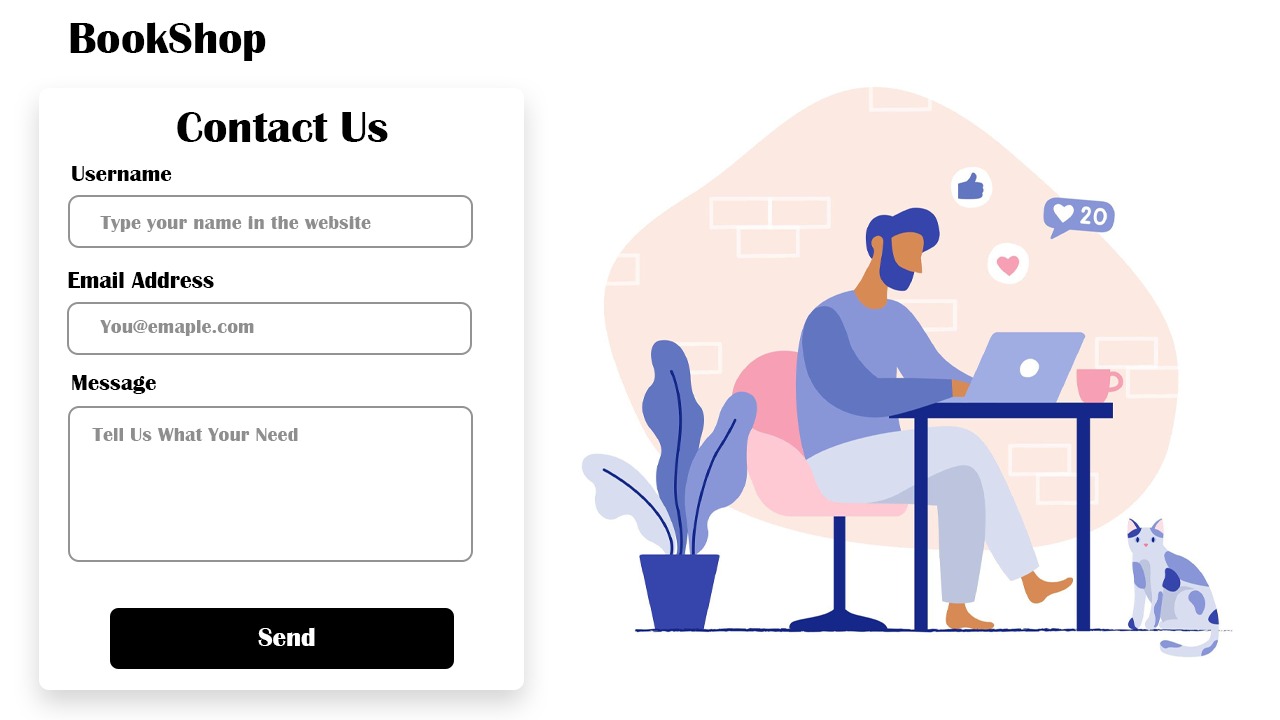 BookShop
Contact Us
Username
Type your name in the website
Email Address
You@emaple.com
Message
Tell Us What Your Need
Send
20